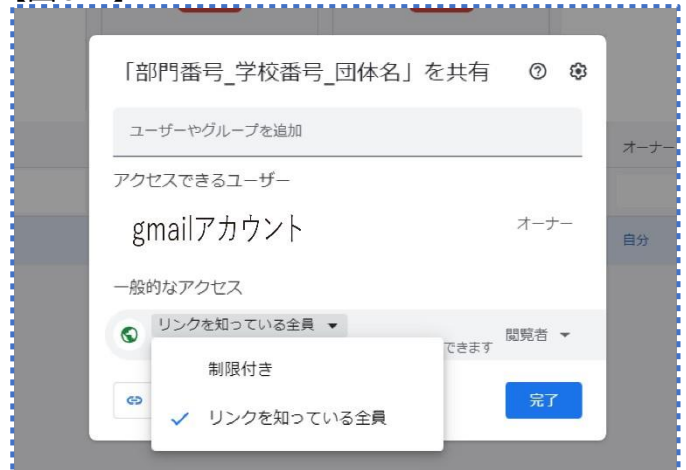 「部門番号_学校番号_団体名」を共有
ユーザーやグループを追加
オーナー
アクセスできるユーザー
gmailアカウント
オーナー
自分
一般的なアクセス
リンクを知っている全員
できます
閲覧者
制限付き
リンクを知っている全員
完了